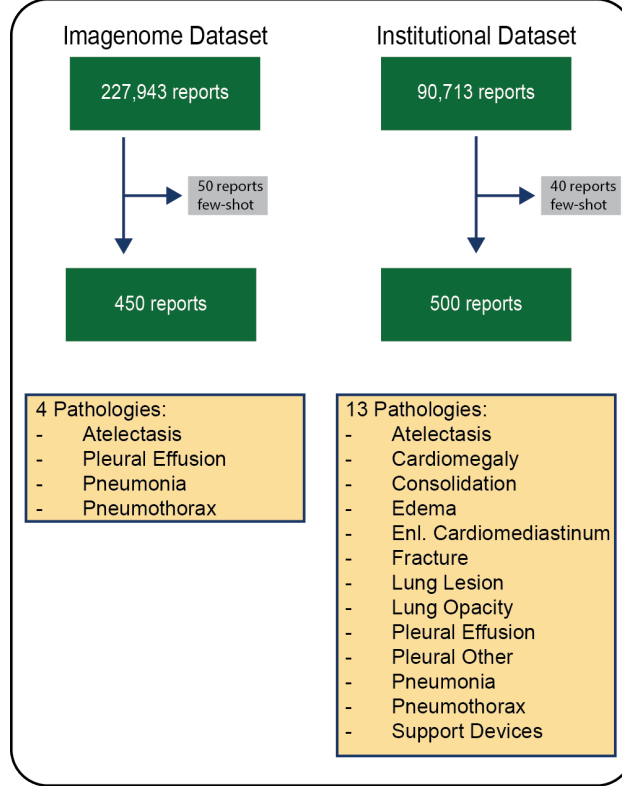 Imagenome Dataset
227,943 reports
50 reports
few-shot
450 reports
4 Pathologies:
- Atelectasis
- Pleural Effusion
- Pneumonia
- Pneumothorax
Institutional Dataset
90,713 reports
40 reports
few-shot
500 reports
13 Pathologies:
- Atelectasis
- Cardiomegaly
- Consolidation
- Edema
- Enl. Cardiomediastinum
- Fracture
- Lung Lesion
- Lung Opacity
- Pleural Effusion
- Pleural Other
- Pneumonia
- Pneumothorax
- Support Devices